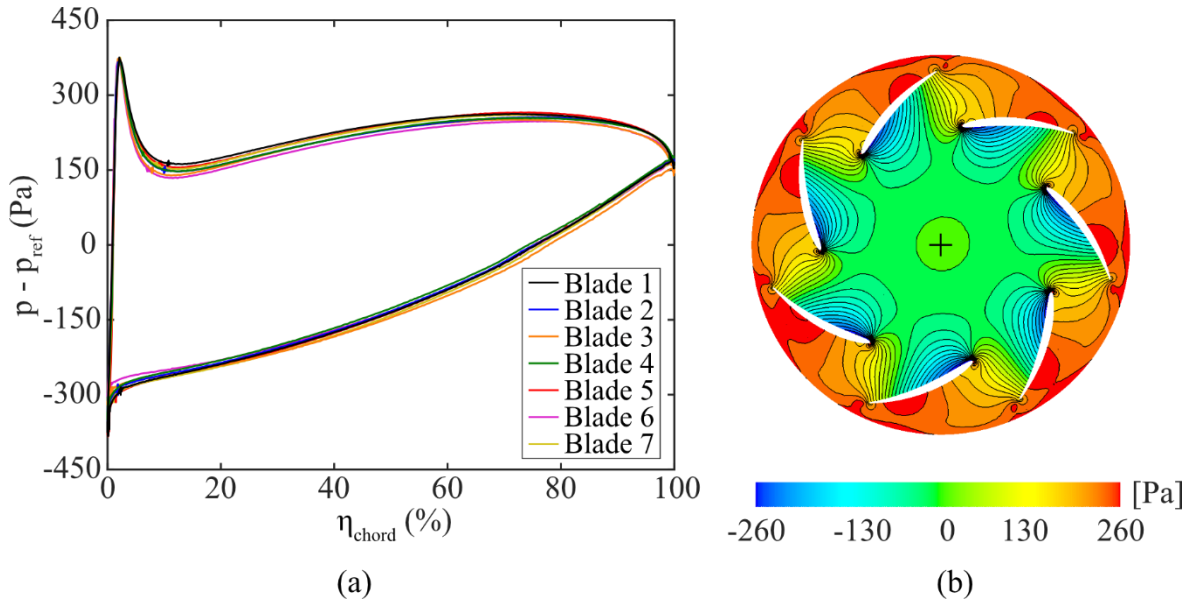 450
300
150
0
-150
-300
-450
p - p_ref (Pa)
Blade 1
Blade 2
Blade 3
Blade 4
Blade 5
Blade 6
Blade 7
0 20 40 60 80 100
η_chord (%)
(a)
[Pa]
-260 -130 0 130 260
(b)